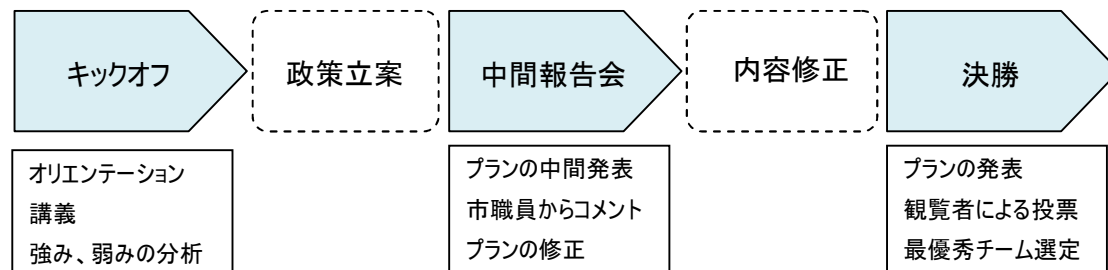 キックオフ
政策立案
中間報告会
内容修正
決勝
オリエンテーション
講義
強み、弱みの分析
プランの中間発表
市職員からコメント
プランの修正
プランの発表
観覧者による投票
最優秀チーム選定